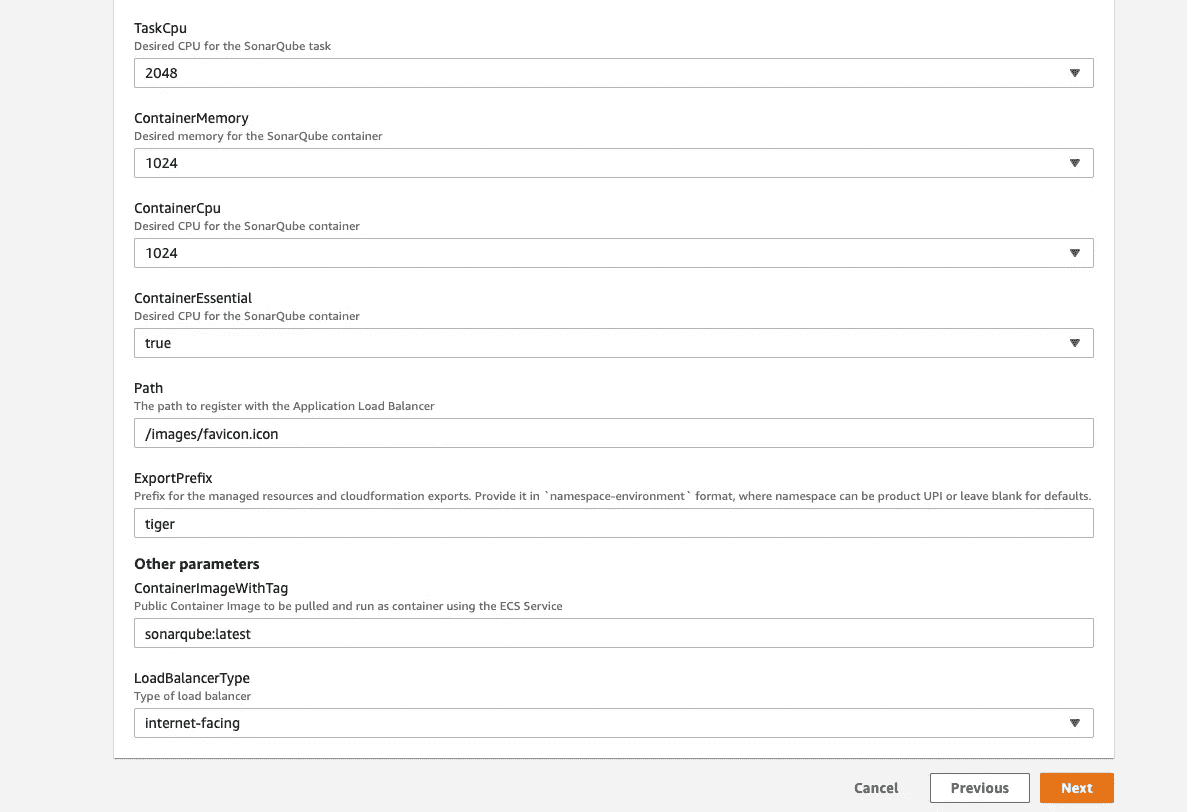 TaskCpu
Desired CPU for the SonarQube task
2048
ContainerMemory
Desired memory for the SonarQube container
1024
ContainerCpu
Desired CPU for the SonarQube container
1024
ContainerEssential
Desired CPU for the SonarQube container
true
Path
The path to register with the Application Load Balancer
/images/favicon.icon
ExportPrefix
Prefix for the managed resources and cloudformation exports. Provide it in `namespace-environment` format, where namespace can be product UPI or leave blank for defaults.
tiger
Other parameters
ContainerImageWithTag
Public Container Image to be pulled and run as container using the ECS Service
sonarqube:latest
LoadBalancerType
Type of load balancer
internet-facing
Cancel Previous Next